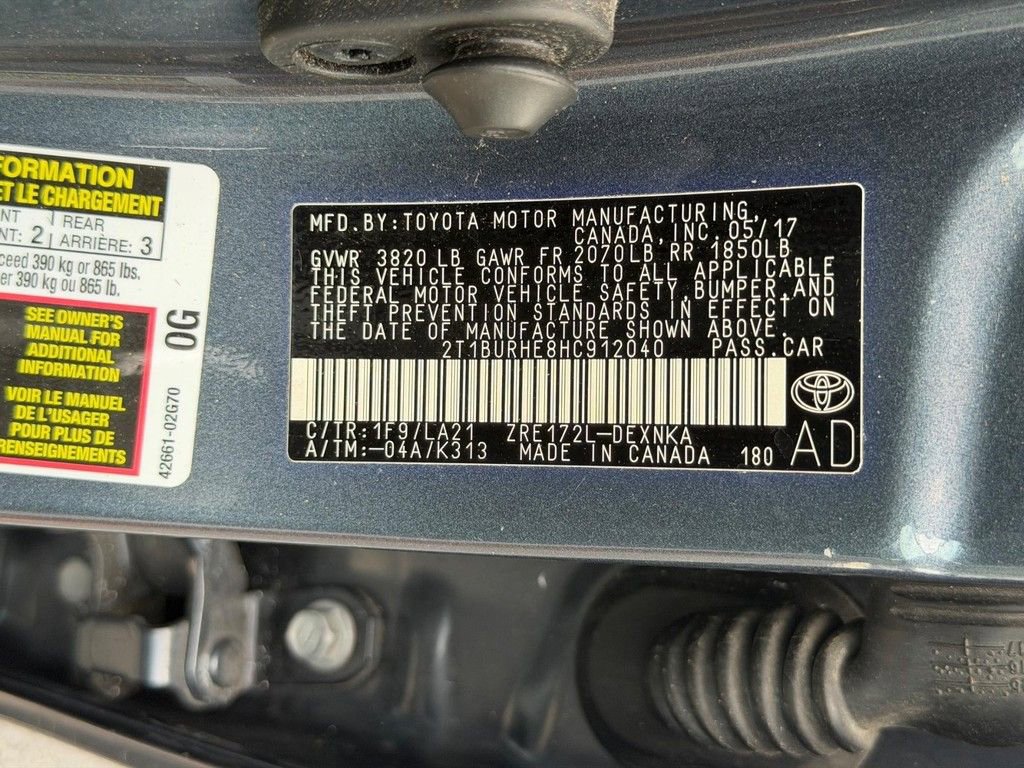 FORMATION
ET LE CHARGEMENT
NT 2 REAR
NT: ARRIÈRE: 3
ceed 390 kg or 865 lbs.
er 390 kg ou 865 lb.
SEE OWNER'S
MANUAL FOR
ADDITIONAL
INFORMATION
VOIR LE MANUEL
DE L'USAGER
POUR PLUS DE
RENSEIGNEMENTS
0G
42661-02G70
MFD.BY:TOYOTA MOTOR MANUFACTURING,
CANADA,INC.05/17
GVWR 3820 LB GAWR FR 2070LB,RR 1850LB
THIS VEHICLE CONFORMS TO ALL APPLICABLE
FEDERAL MOTOR VEHICLE SAFETY,BUMPER,AND
THEFT PREVENTION STANDARDS IN EFFECT ON
THE DATE OF MANUFACTURE SHOWN ABOVE.
2T1BURHE8HC912040 PASS.CAR
C/TR:1F9/LA21 ZRE172L-DEXNKA
A/TM:-04A/K313 MADE IN CANADA 180
AD